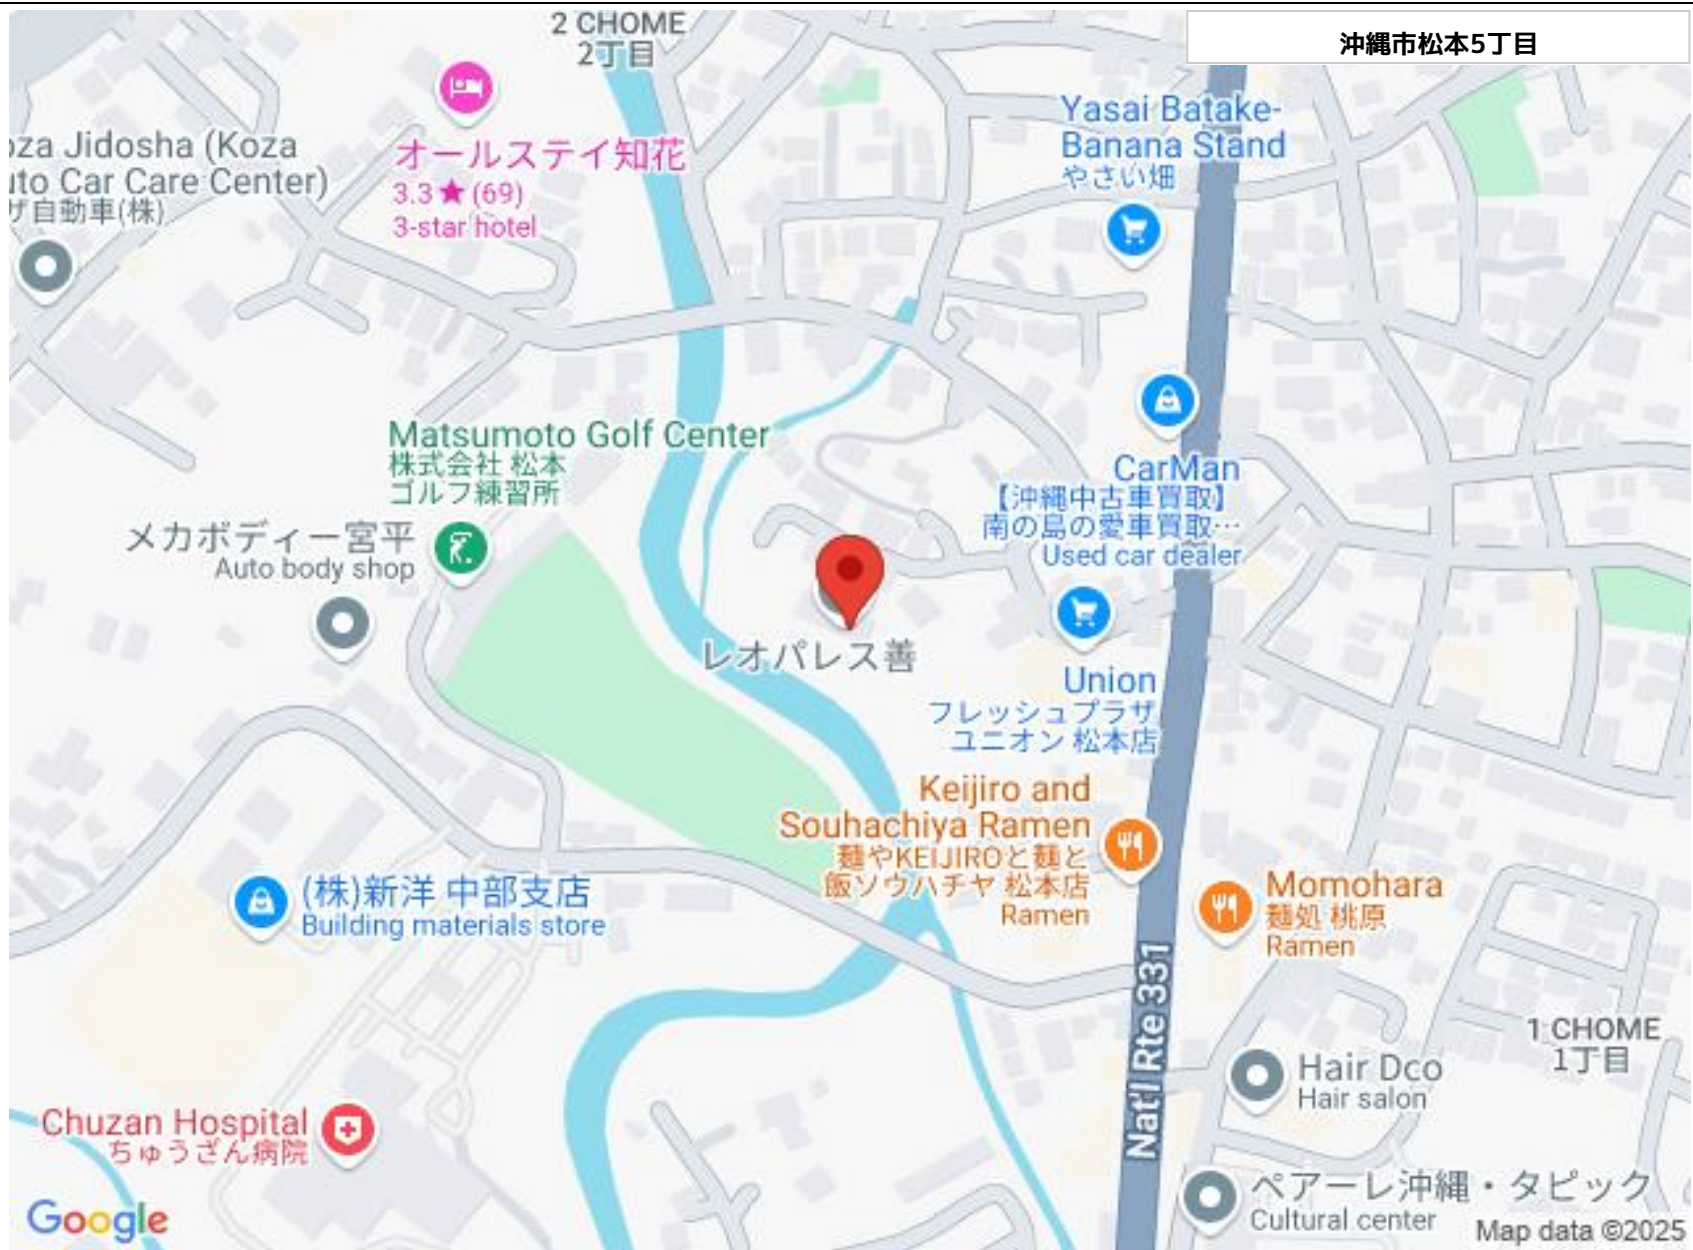 2 CHOME
2丁目
沖縄市松本5丁目
オールステイ知花
3.3★(69)
3-star hotel
Yasai Batake-
Banana Stand
やさい畑
oza Jidosha (Koza
uto Car Care Center)
ザ自動車(株)
Matsumoto Golf Center
株式会社 松本
ゴルフ練習所
メカボディー宮平
Auto body shop
CarMan
【沖縄中古車買取】
南の島の愛車買取…
Used car dealer
レオパレス善
Union
フレッシュプラザ
ユニオン 松本店
Keijiro and
Souhachiya Ramen
麺やKEIJIROと麺と
飯ソウハチヤ 松本店
Ramen
(株)新洋 中部支店
Building materials store
Momohara
麺処 桃原
Ramen
Nat'l Rte 331
1 CHOME
1丁目
Hair Dco
Hair salon
Chuzan Hospital
ちゅうざん病院
ペアーレ沖縄・タピック
Cultural center
Google
Map data ©2025